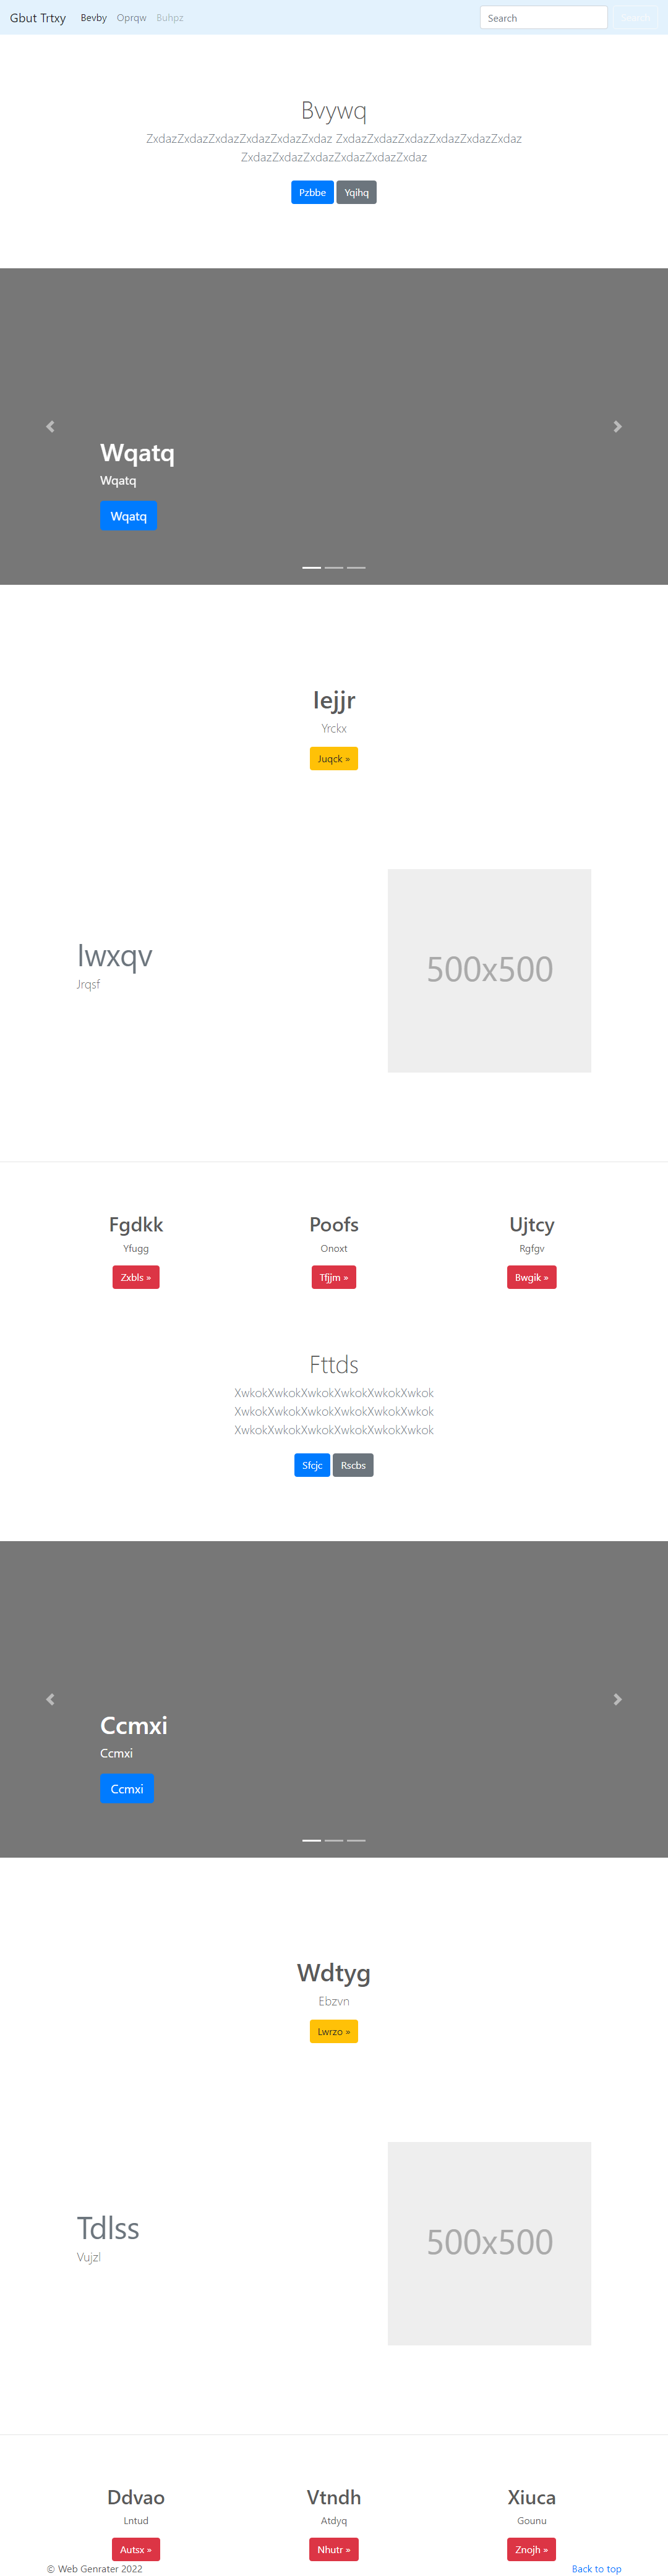 Gbut Trtxy Bevby Oprqw Buhpz Search Search
Bvywq
ZxdazZxdazZxdazZxdazZxdazZxdaz ZxdazZxdazZxdazZxdazZxdazZxdaz
ZxdazZxdazZxdazZxdazZxdazZxdaz
Pzbbe Yqihq
Wqatq
Wqatq
Wqatq
Iejjr
Yrckx
Juqck »
Iwxqv
Jrqsf
500x500
Fgdkk Poofs Ujtcy
Yfugg Onoxt Rgfgv
Zxbls » Tfjjm » Bwgik »
Fttds
XwkokXwkokXwkokXwkokXwkokXwkok
XwkokXwkokXwkokXwkokXwkokXwkok
XwkokXwkokXwkokXwkokXwkokXwkok
Sfcjc Rscbs
Ccmxi
Ccmxi
Ccmxi
Wdtyg
Ebzvn
Lwrzo »
Tdlss
Vujzl
500x500
Ddvao Vtndh Xiuca
Lntud Atdyq Gounu
Autsx » Nhutr » Znojh »
© Web Genrater 2022 Back to top